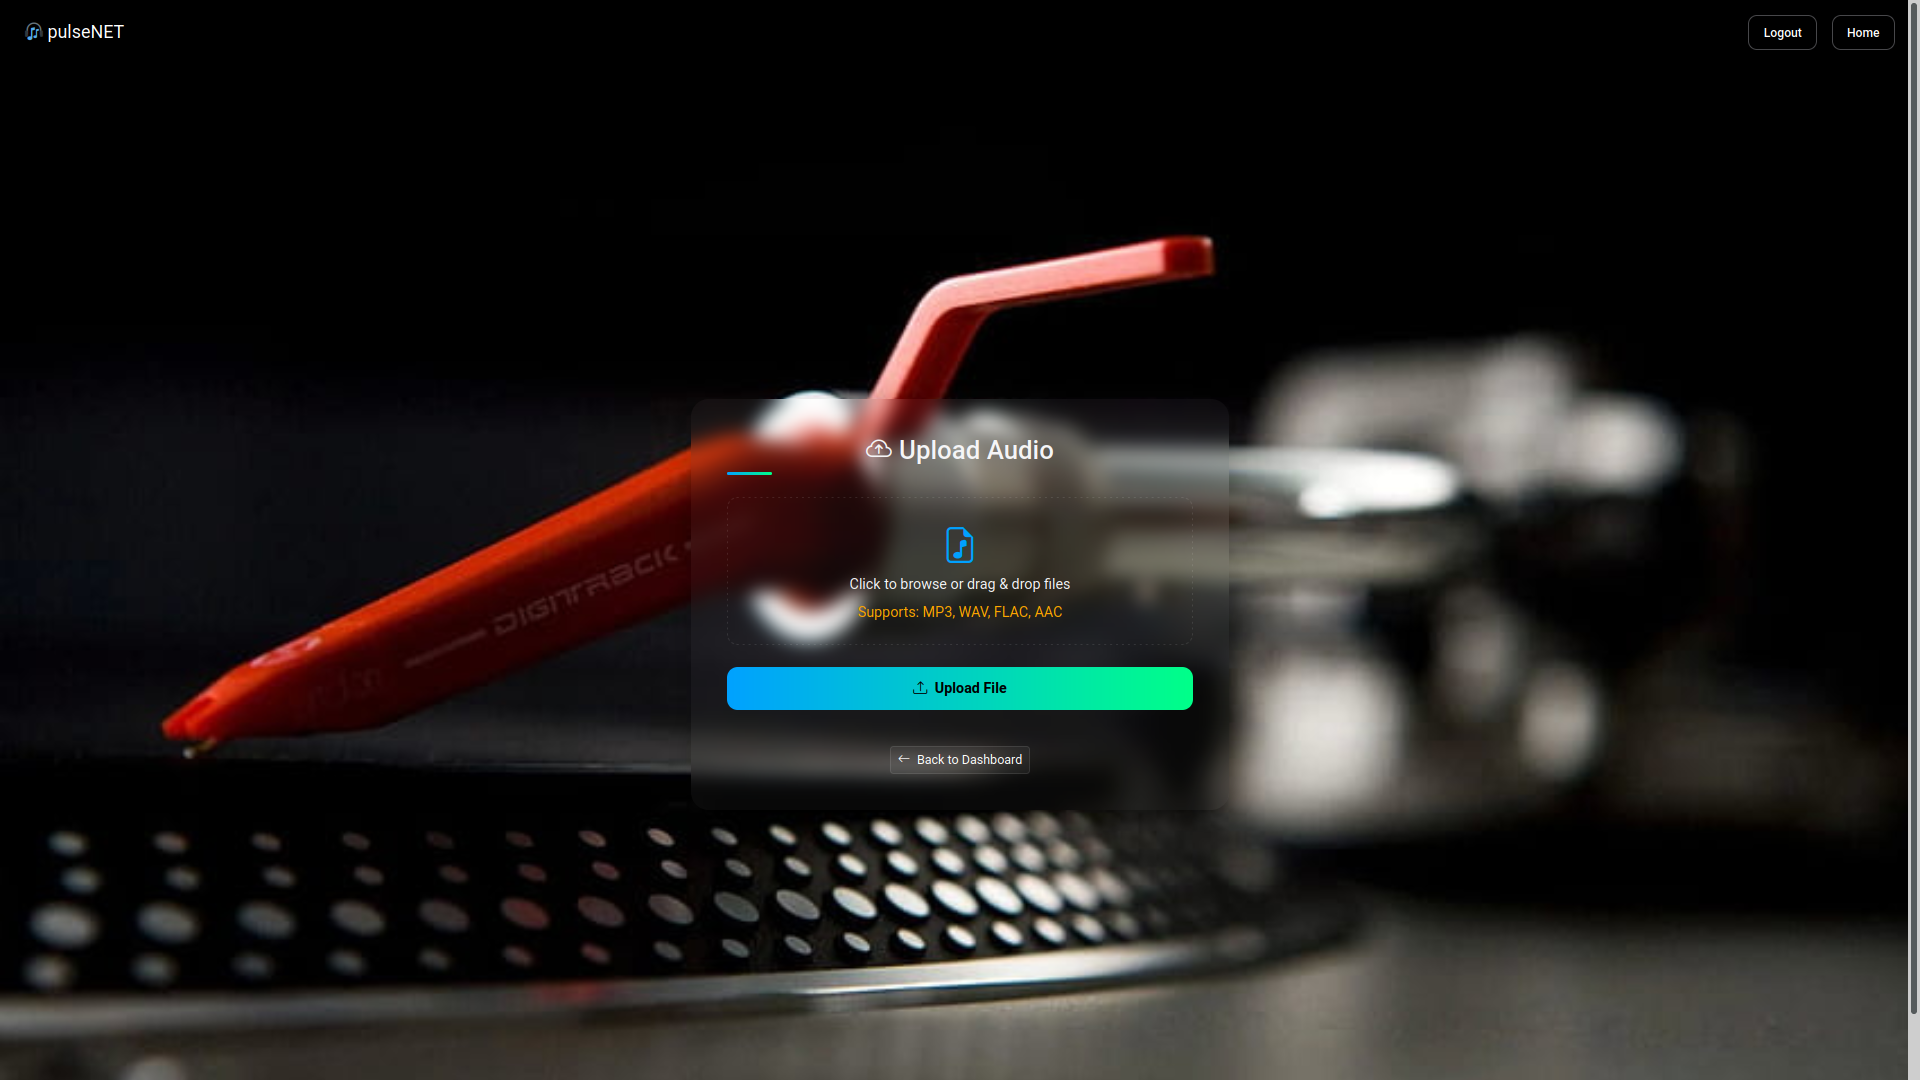 pulseNET
Logout
Home
Upload Audio
DIGITRACK
Click to browse or drag & drop files
Supports: MP3, WAV, FLAC, AAC
Upload File
Back to Dashboard